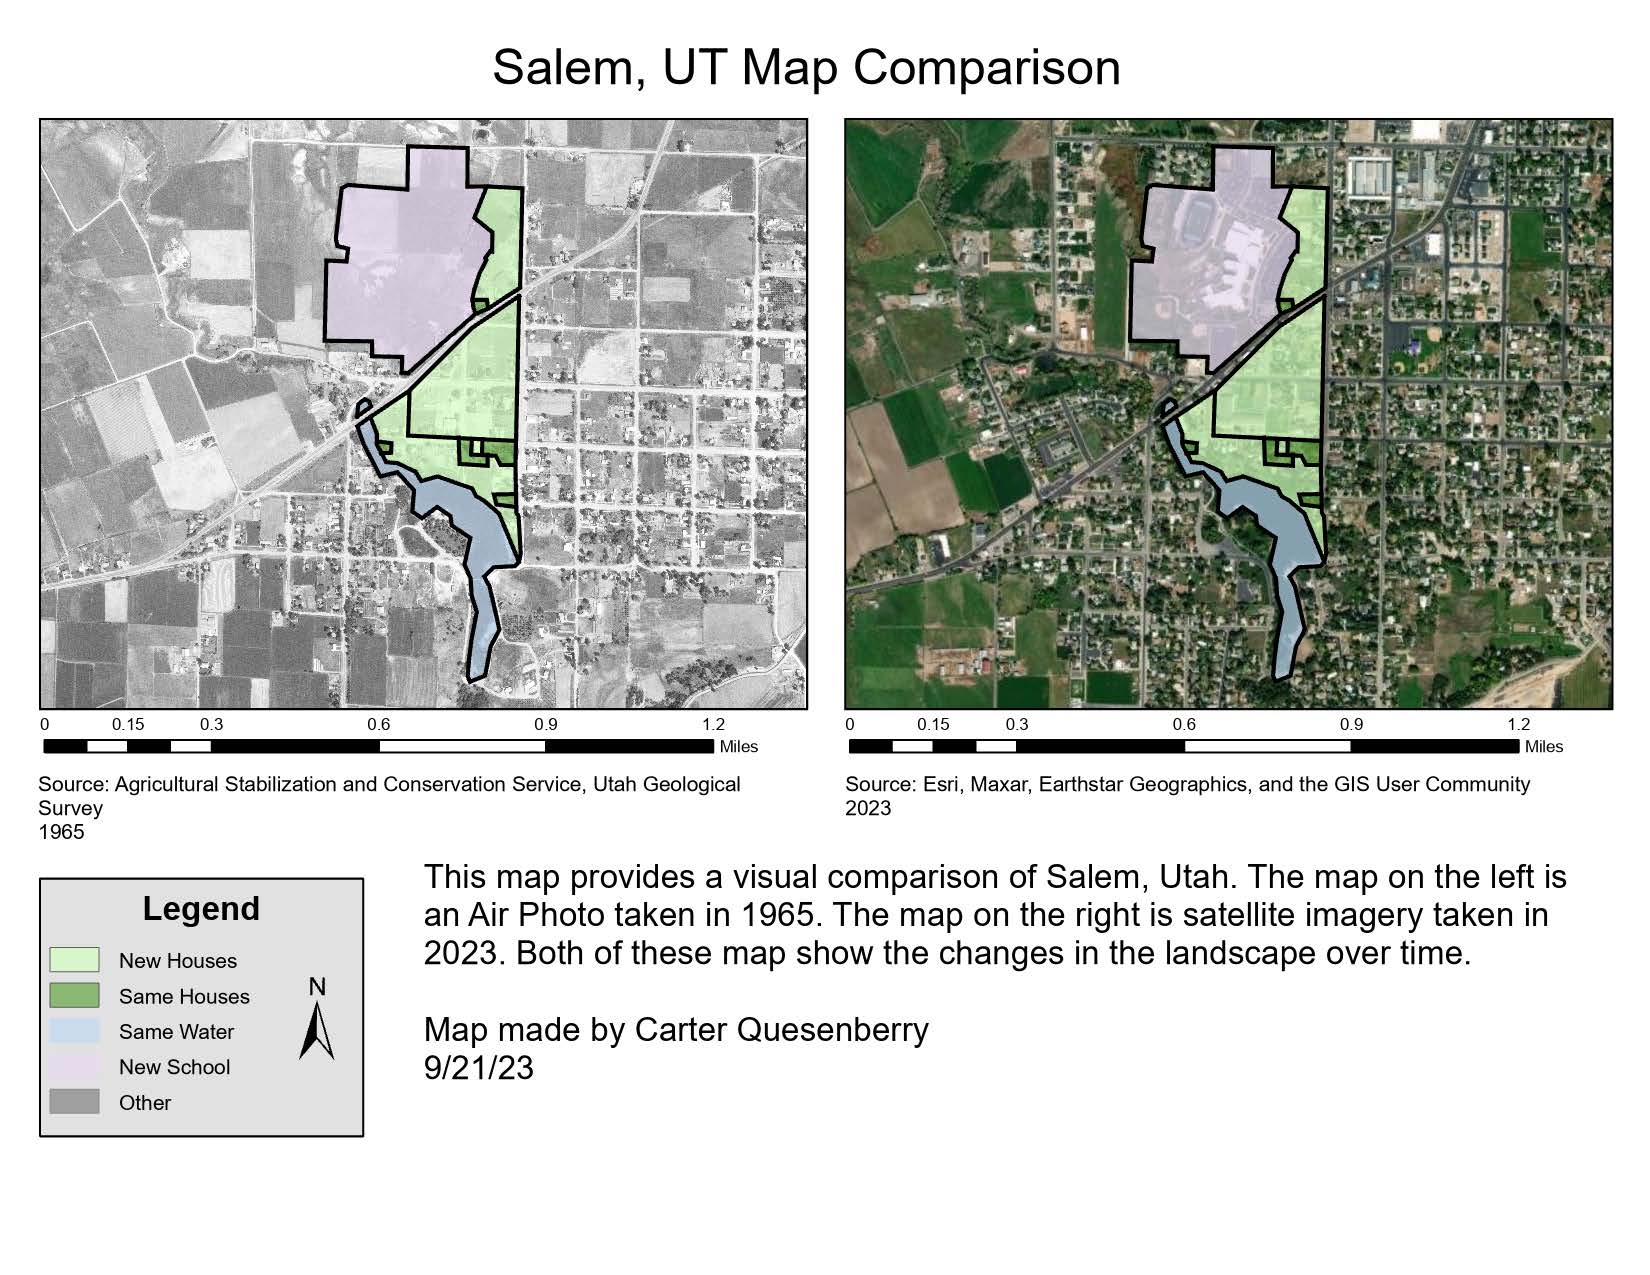 Salem, UT Map Comparison
0 0.15 0.3 0.6 0.9 1.2
Miles
0 0.15 0.3 0.6 0.9 1.2
Miles
Source: Agricultural Stabilization and Conservation Service, Utah Geological
Survey
1965
Source: Esri, Maxar, Earthstar Geographics, and the GIS User Community
2023
Legend
New Houses
Same Houses
Same Water
New School
Other
N
This map provides a visual comparison of Salem, Utah. The map on the left is
an Air Photo taken in 1965. The map on the right is satellite imagery taken in
2023. Both of these map show the changes in the landscape over time.
Map made by Carter Quesenberry
9/21/23